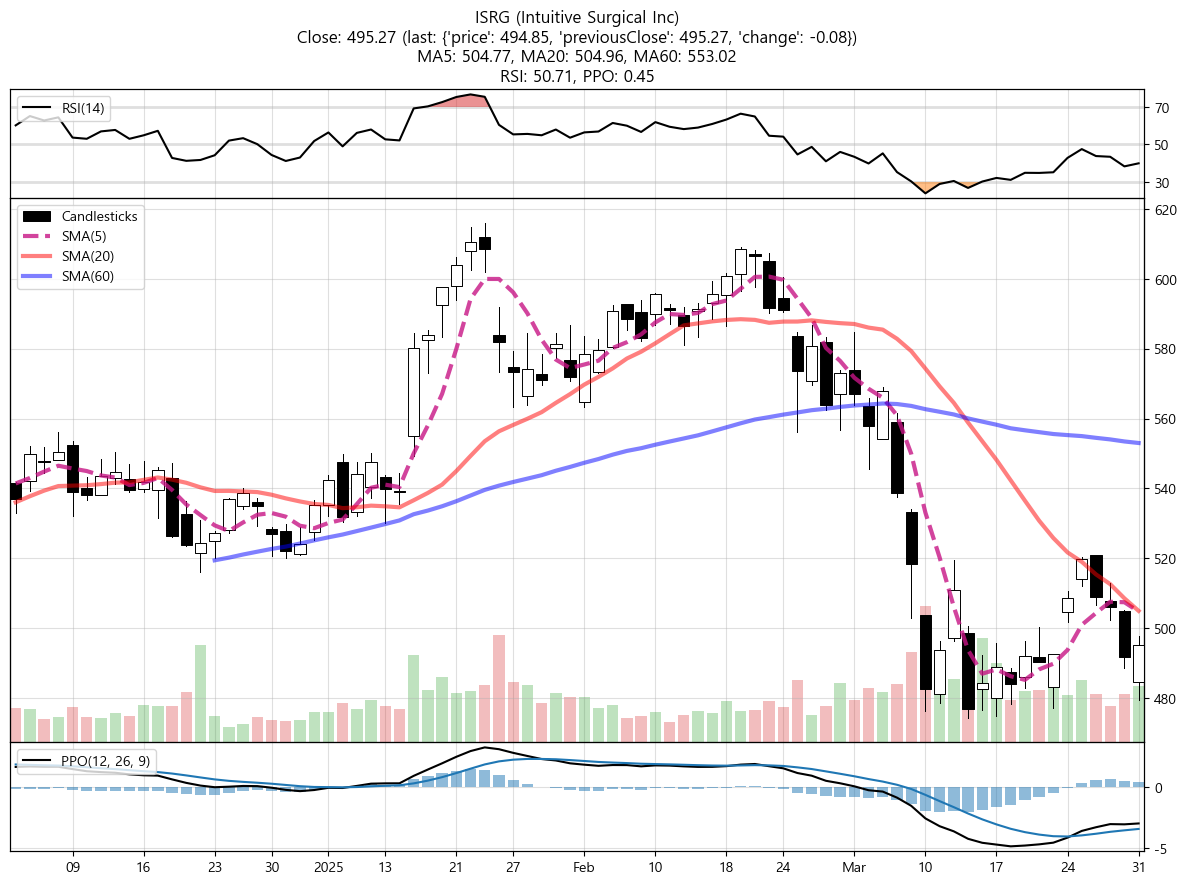 ISRG (Intuitive Surgical Inc)
Close: 495.27 (last: {'price': 494.85, 'previousClose': 495.27, 'change': -0.08})
MA5: 504.77, MA20: 504.96, MA60: 553.02
RSI: 50.71, PPO: 0.45
RSI(14)
70
50
30
Candlesticks
SMA(5)
SMA(20)
SMA(60)
620
600
580
560
540
520
500
480
PPO(12, 26, 9)
0
-5
09 16 23 30 2025 13 21 27 Feb 10 18 24 Mar 10 17 24 31